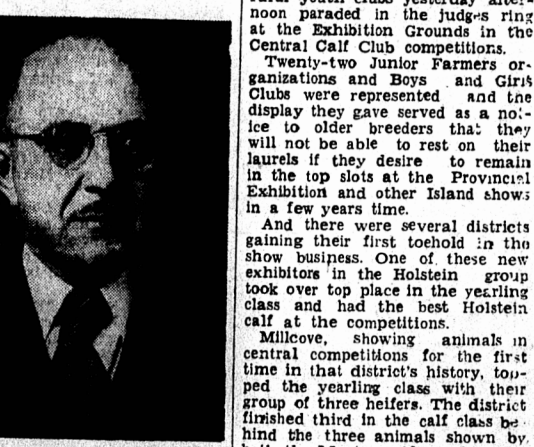 rural youth clubs yesterday after-
noon paraded in the judges ring
at the Exhibition Grounds in the
Central Calf Club competitions.
Twenty-two Junior Farmers or-
ganizations and Boys and Girls
Clubs were represented and the
display they gave served as a not-
ice to older breeders that they
will not be able to rest on their
laurels if they desire to remain
in the top slots at the Provincial
Exhibition and other Island shows
in a few years time.
And there were several districts
gaining their first toehold in the
show business. One of these new
exhibitors in the Holstein group
took over top place in the yearling
class and had the best Holstein
calf at the competitions.
Millcove, showing animals in
central competitions for the first
time in that district's history, top-
ped the yearling class with their
group of three heifers. The district
finished third in the calf class be-
hind the three animals shown by